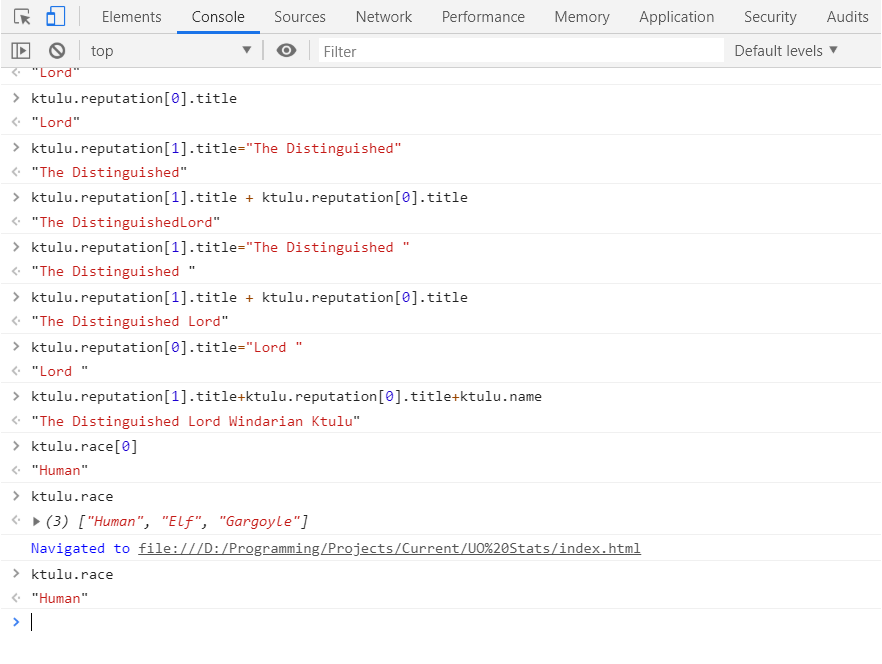 Elements Console Sources Network Performance Memory Application Security Audits
top Filter Default levels
"Lord"
ktulu.reputation[0].title
"Lord"
ktulu.reputation[1].title="The Distinguished"
"The Distinguished"
ktulu.reputation[1].title + ktulu.reputation[0].title
"The DistinguishedLord"
ktulu.reputation[1].title="The Distinguished "
"The Distinguished "
ktulu.reputation[1].title + ktulu.reputation[0].title
"The Distinguished Lord"
ktulu.reputation[0].title="Lord "
"Lord "
ktulu.reputation[1].title+ktulu.reputation[0].title+ktulu.name
"The Distinguished Lord Windarian Ktulu"
ktulu.race[0]
"Human"
ktulu.race
(3) ["Human", "Elf", "Gargoyle"]
Navigated to file:///D:/Programming/Projects/Current/UO%20Stats/index.html
ktulu.race
"Human"